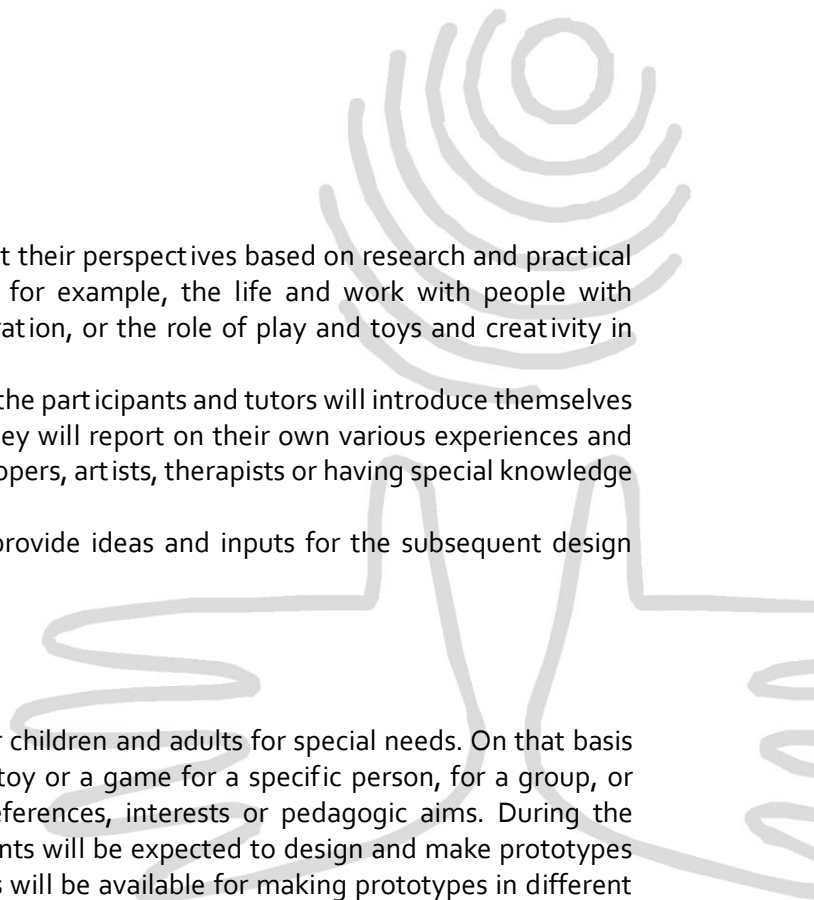 t their perspectives based on research and practical
for example, the life and work with people with
ration, or the role of play and toys and creativity in
the participants and tutors will introduce themselves
ey will report on their own various experiences and
opers, artists, therapists or having special knowledge
provide ideas and inputs for the subsequent design
r children and adults for special needs. On that basis
toy or a game for a specific person, for a group, or
eferences, interests or pedagogic aims. During the
nts will be expected to design and make prototypes
s will be available for making prototypes in different